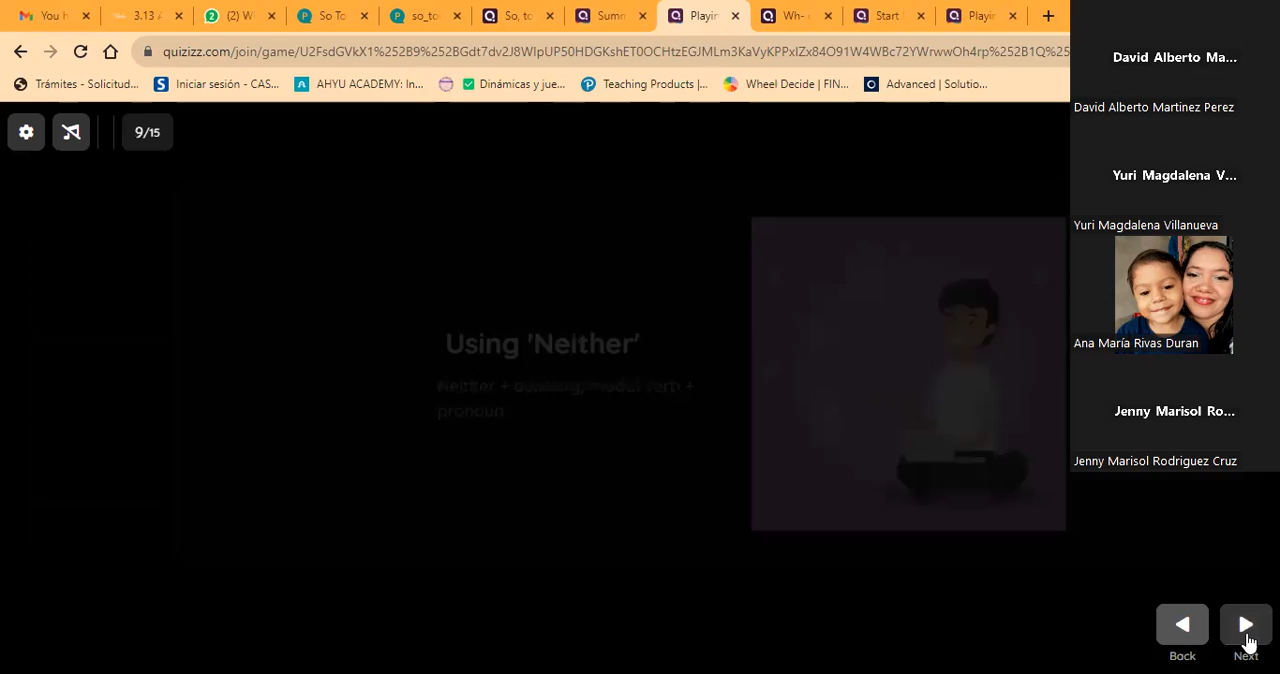 You h
3.13 A
(2) W
So To
so_to
So, to
Summ
Playin
Wh-
Start
Playin
quizizz.com/join/game/U2FsdGVkX1%252B9%252BGdt7dv2J8WIpUP50HDGKshET0OCHtzEGJMLm3KaVyKPPxIZx84O91W4WBc72YWrwwOh4rp%252B1Q%25
Trámites - Solicitud...
Iniciar sesión - CAS...
AHYU ACADEMY: In...
Dinámicas y jue...
Teaching Products |...
Wheel Decide | FIN...
Advanced | Solutio...
9/15
Using 'Neither'
Neither + auxiliary/modal verb +
pronoun
David Alberto Ma...
David Alberto Martinez Perez
Yuri Magdalena V...
Yuri Magdalena Villanueva
Ana María Rivas Duran
Jenny Marisol Ro...
Jenny Marisol Rodriguez Cruz
Back
Next